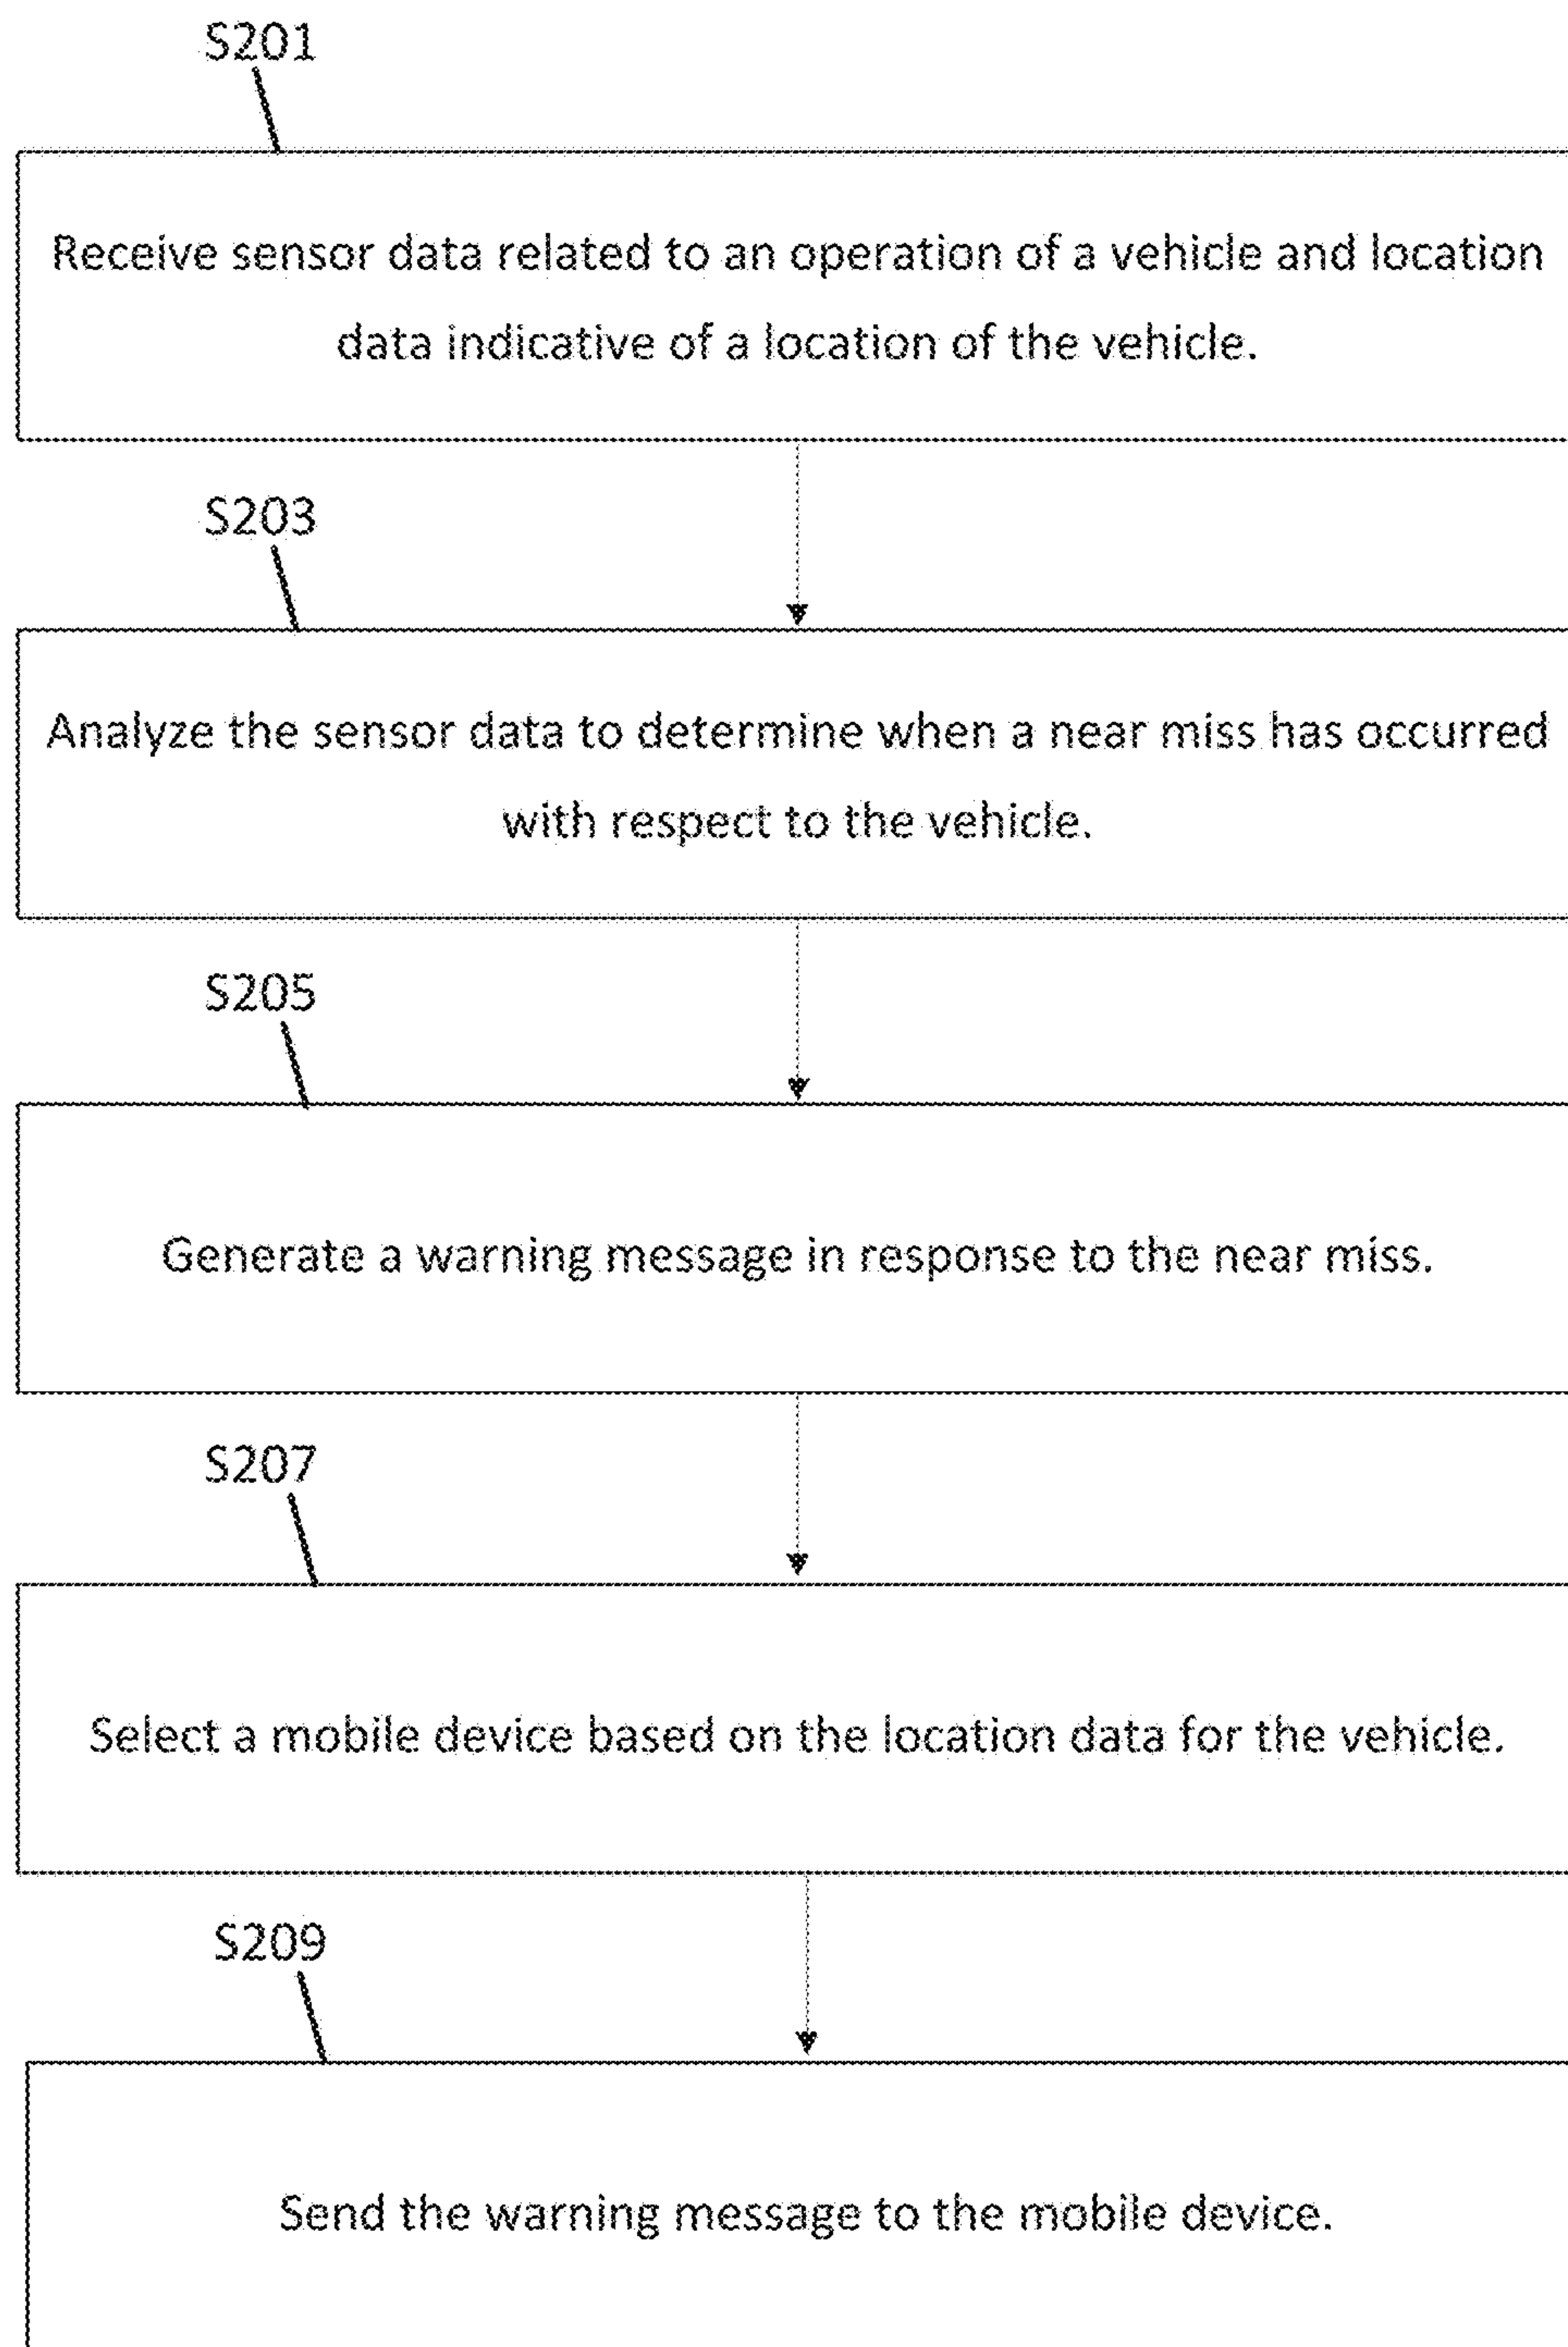 S201
Receive sensor data related to an operation of a vehicle and location
data indicative of a location of the vehicle.
S203
Analyze the sensor data to determine when a near miss has occurred
with respect to the vehicle.
S205
Generate a warning message in response to the near miss.
S207
Select a mobile device based on the location data for the vehicle.
S209
Send the warning message to the mobile device.